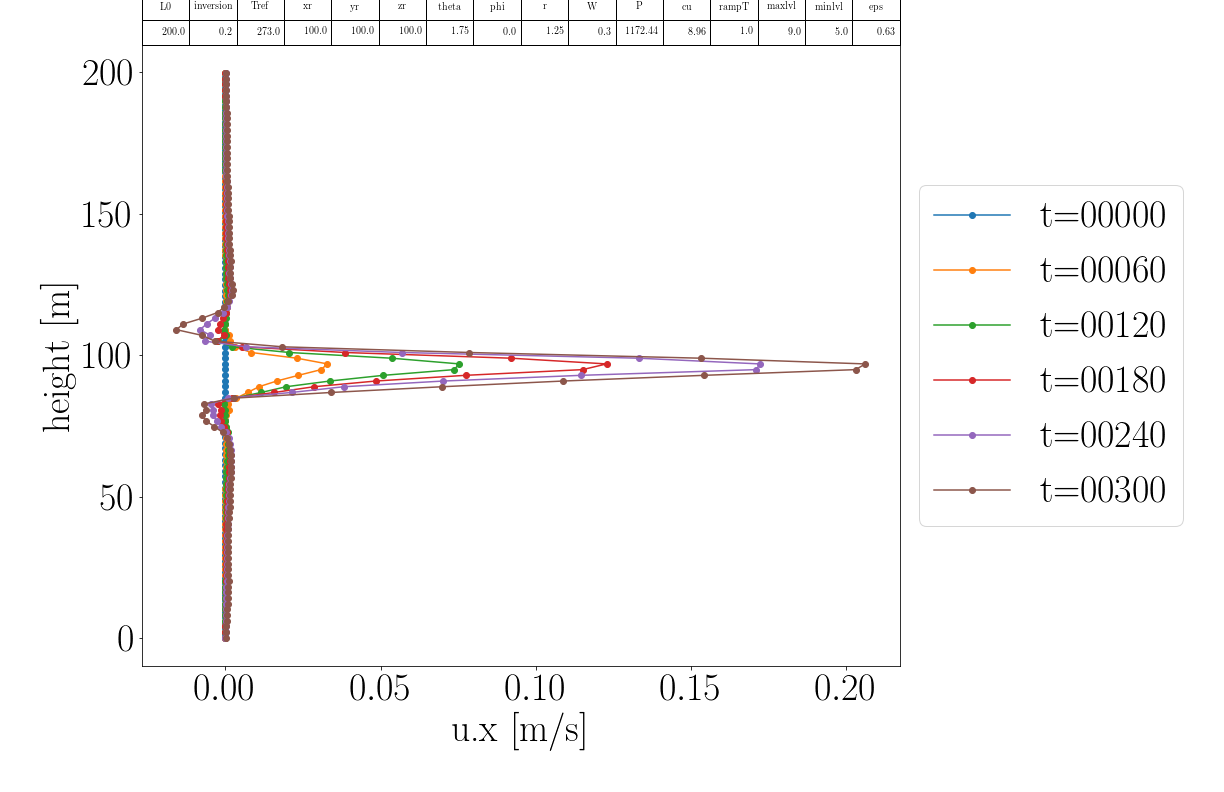 L0 inversion Tref xr yr zr theta phi r W P cu rampT maxlvl minlvl eps
200.0 0.2 273.0 100.0 100.0 100.0 1.75 0.0 1.25 0.3 1172.44 8.96 1.0 9.0 5.0 0.63
200
150
100
50
0
height [m]
0.00 0.05 0.10 0.15 0.20
u.x [m/s]
t=00000
t=00060
t=00120
t=00180
t=00240
t=00300